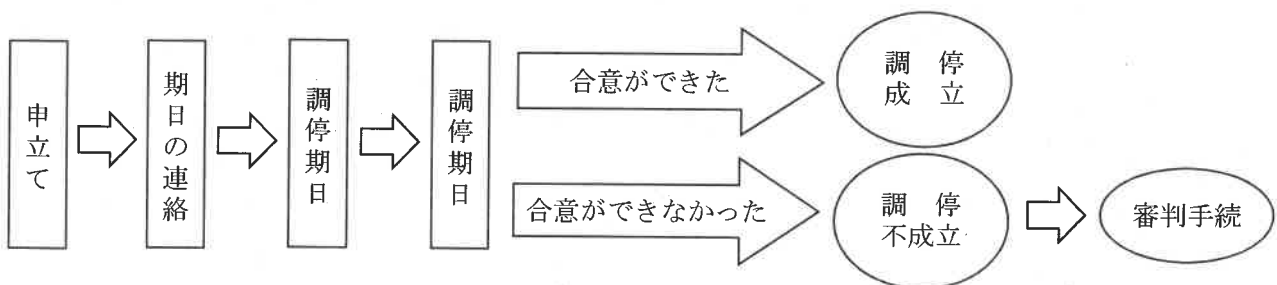 申立て
期日の連絡
調停期日
調停期日
合意ができた
調停
成立
合意ができなかった
調停
不成立
審判手続